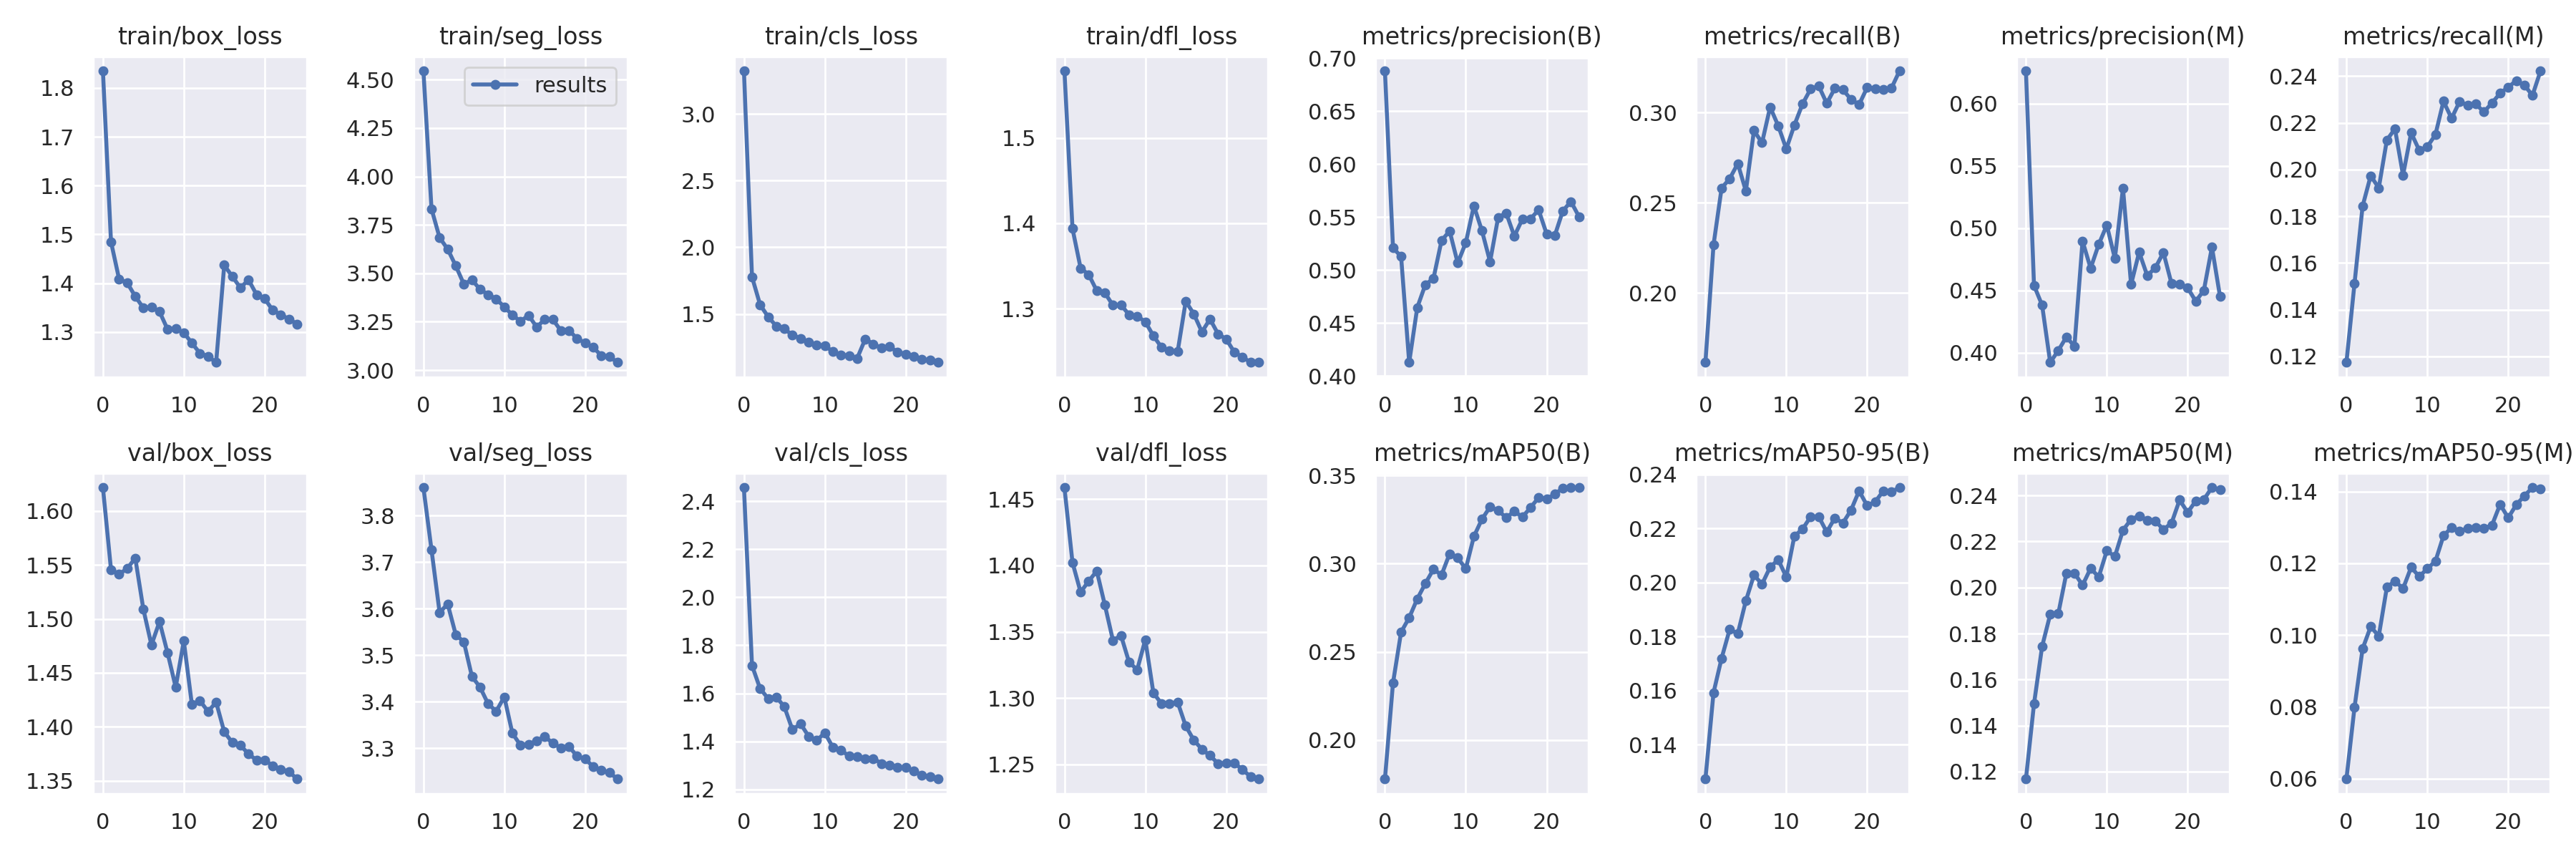 train/box_loss
1.8
1.7
1.6
1.5
1.4
1.3
0 10 20
train/seg_loss
results
4.50
4.25
4.00
3.75
3.50
3.25
3.00
0 10 20
train/cls_loss
3.0
2.5
2.0
1.5
0 10 20
train/dfl_loss
1.5
1.4
1.3
0 10 20
metrics/precision(B)
0.70
0.65
0.60
0.55
0.50
0.45
0.40
0 10 20
metrics/recall(B)
0.30
0.25
0.20
0 10 20
metrics/precision(M)
0.60
0.55
0.50
0.45
0.40
0 10 20
metrics/recall(M)
0.24
0.22
0.20
0.18
0.16
0.14
0.12
0 10 20
val/box_loss
1.60
1.55
1.50
1.45
1.40
1.35
0 10 20
val/seg_loss
3.8
3.7
3.6
3.5
3.4
3.3
0 10 20
val/cls_loss
2.4
2.2
2.0
1.8
1.6
1.4
1.2
0 10 20
val/dfl_loss
1.45
1.40
1.35
1.30
1.25
0 10 20
metrics/mAP50(B)
0.35
0.30
0.25
0.20
0 10 20
metrics/mAP50-95(B)
0.24
0.22
0.20
0.18
0.16
0.14
0 10 20
metrics/mAP50(M)
0.24
0.22
0.20
0.18
0.16
0.14
0.12
0 10 20
metrics/mAP50-95(M)
0.14
0.12
0.10
0.08
0.06
0 10 20